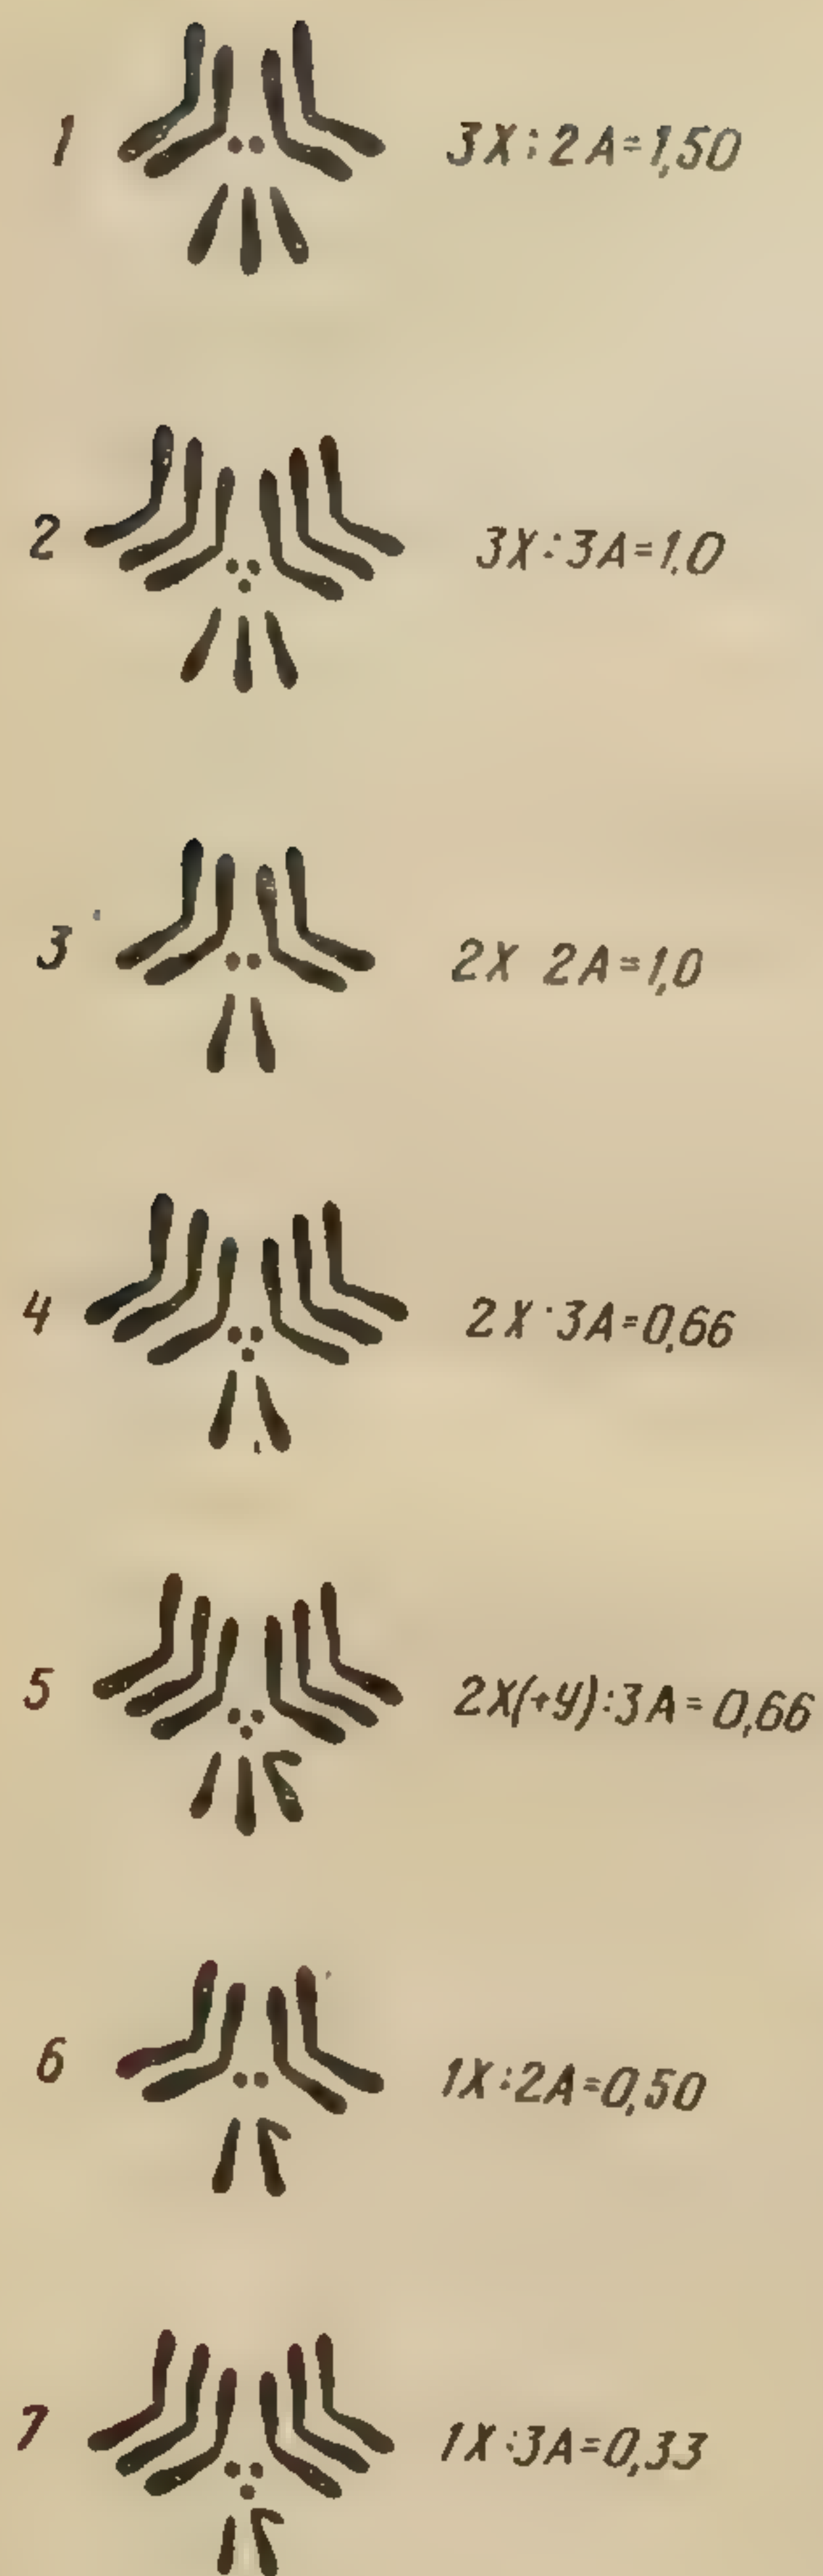 1 3X:2A=1,50
2 3X:3A=1.0
3 2X 2A=1,0
4 2X·3A=0,66
5 2X(+У):3A=0,66
6 1X:2A=0,50
7 1X:3A=0,33